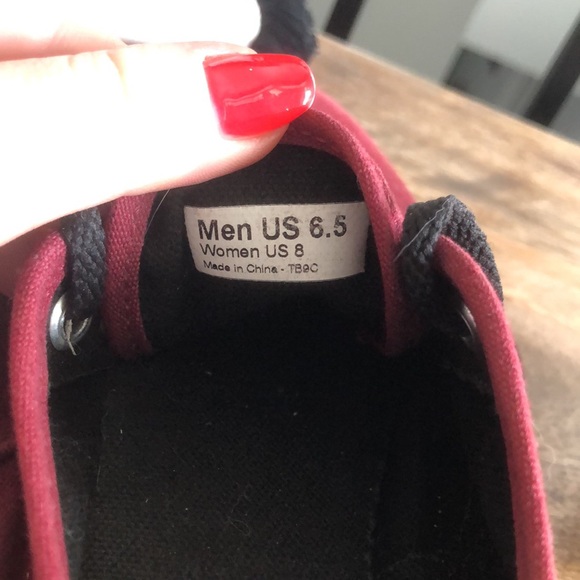 Men US 6.5
Women US 8
Made in China - TB9C